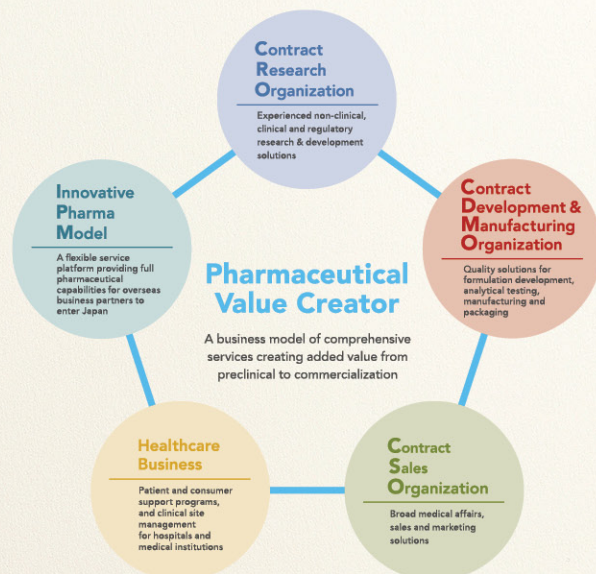 Contract
Research
Organization
Experienced non-clinical,
clinical and regulatory
research & development
solutions
Innovative
Pharma
Model
A flexible service
platform providing full
pharmaceutical
capabilities for overseas
business partners to
enter Japan
Contract
Development &
Manufacturing
Organization
Quality solutions for
formulation development,
analytical testing,
manufacturing and
packaging
Pharmaceutical
Value Creator
A business model of comprehensive
services creating added value from
preclinical to commercialization
Healthcare
Business
Patient and consumer
support programs,
and clinical site
management
for hospitals and
medical institutions
Contract
Sales
Organization
Broad medical affairs,
sales and marketing
solutions